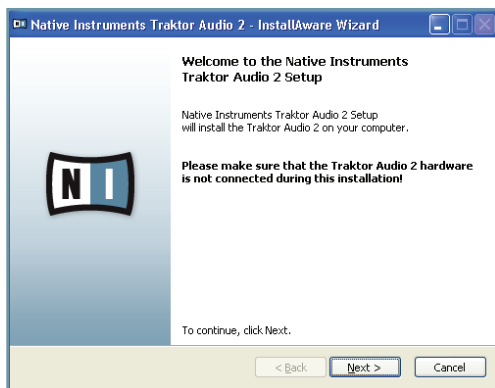 Native Instruments Traktor Audio 2 - InstallAware Wizard
Welcome to the Native Instruments
Traktor Audio 2 Setup
Native Instruments Traktor Audio 2 Setup
will install the Traktor Audio 2 on your computer.
Please make sure that the Traktor Audio 2 hardware
is not connected during this installation!
N I
To continue, click Next.
< Back Next > Cancel